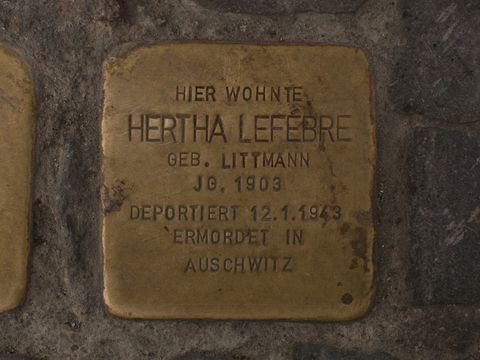 HIER WOHNTE
HERTHA LEFÈBRE
GEB. LITTMANN
JG. 1903
DEPORTIERT 12.1.1943
ERMORDET IN
AUSCHWITZ